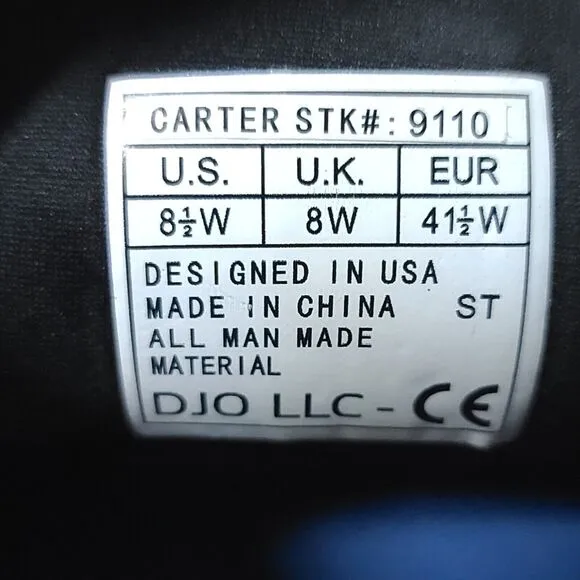 CARTER STK#: 9110
U.S. U.K. EUR
8½W 8W 41½W
DESIGNED IN USA
MADE IN CHINA ST
ALL MAN MADE
MATERIAL
DJO LLC - CE